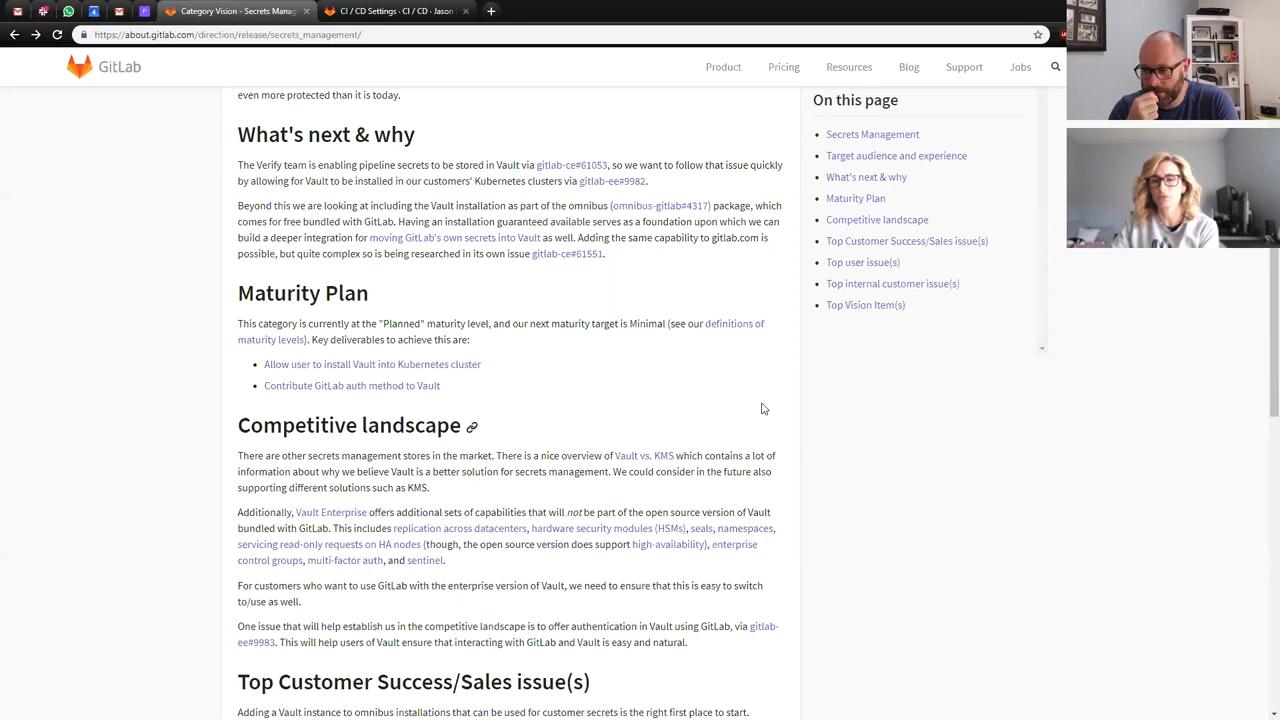 Category Vision - Secrets Mana
CI / CD Settings · CI / CD · Jason
https://about.gitlab.com/direction/release/secrets_management/
GitLab
Product
Pricing
Resources
Blog
Support
Jobs
even more protected than it is today.
What's next & why
The Verify team is enabling pipeline secrets to be stored in Vault via gitlab-ce#61053, so we want to follow that issue quickly
by allowing for Vault to be installed in our customers' Kubernetes clusters via gitlab-ee#9982.
Beyond this we are looking at including the Vault installation as part of the omnibus (omnibus-gitlab#4317) package, which
comes for free bundled with GitLab. Having an installation guaranteed available serves as a foundation upon which we can
build a deeper integration for moving GitLab's own secrets into Vault as well. Adding the same capability to gitlab.com is
possible, but quite complex so is being researched in its own issue gitlab-ce#61551.
Maturity Plan
This category is currently at the "Planned" maturity level, and our next maturity target is Minimal (see our definitions of
maturity levels). Key deliverables to achieve this are:
• Allow user to install Vault into Kubernetes cluster
• Contribute GitLab auth method to Vault
Competitive landscape
There are other secrets management stores in the market. There is a nice overview of Vault vs. KMS which contains a lot of
information about why we believe Vault is a better solution for secrets management. We could consider in the future also
supporting different solutions such as KMS.
Additionally, Vault Enterprise offers additional sets of capabilities that will not be part of the open source version of Vault
bundled with GitLab. This includes replication across datacenters, hardware security modules (HSMs), seals, namespaces,
servicing read-only requests on HA nodes (though, the open source version does support high-availability), enterprise
control groups, multi-factor auth, and sentinel.
For customers who want to use GitLab with the enterprise version of Vault, we need to ensure that this is easy to switch
to/use as well.
One issue that will help establish us in the competitive landscape is to offer authentication in Vault using GitLab, via gitlab-
ee#9983. This will help users of Vault ensure that interacting with GitLab and Vault is easy and natural.
Top Customer Success/Sales issue(s)
Adding a Vault instance to omnibus installations that can be used for customer secrets is the right first place to start.
On this page
• Secrets Management
• Target audience and experience
• What's next & why
• Maturity Plan
• Competitive landscape
• Top Customer Success/Sales issue(s)
• Top user issue(s)
• Top internal customer issue(s)
• Top Vision Item(s)